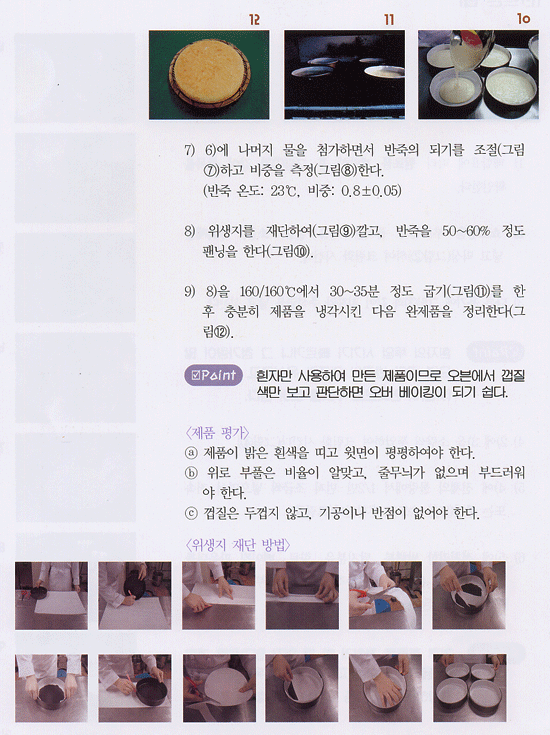 12 11 10
7) 6)에 나머지 물을 첨가하면서 반죽의 되기를 조절(그림
⑦)하고 비중을 측정(그림⑧)한다.
(반죽 온도: 23℃, 비중: 0.8±0.05)
8) 위생지를 재단하여(그림⑨)깔고, 반죽을 50~60% 정도
팬닝을 한다(그림⑩).
9) 8)을 160/160℃에서 30~35분 정도 굽기(그림⑪)를 한
후 충분히 제품을 냉각시킨 다음 완제품을 정리한다(그
림⑫).
☑Point 흰자만 사용하여 만든 제품이므로 오븐에서 껍질
색만 보고 판단하면 오버 베이킹이 되기 쉽다.
〈제품 평가〉
ⓐ 제품이 밝은 흰색을 띠고 윗면이 평평하여야 한다.
ⓑ 위로 부풀은 비율이 알맞고, 줄무늬가 없으며 부드러워
야 한다.
ⓒ 껍질은 두껍지 않고, 기공이나 반점이 없어야 한다.
〈위생지 재단 방법〉